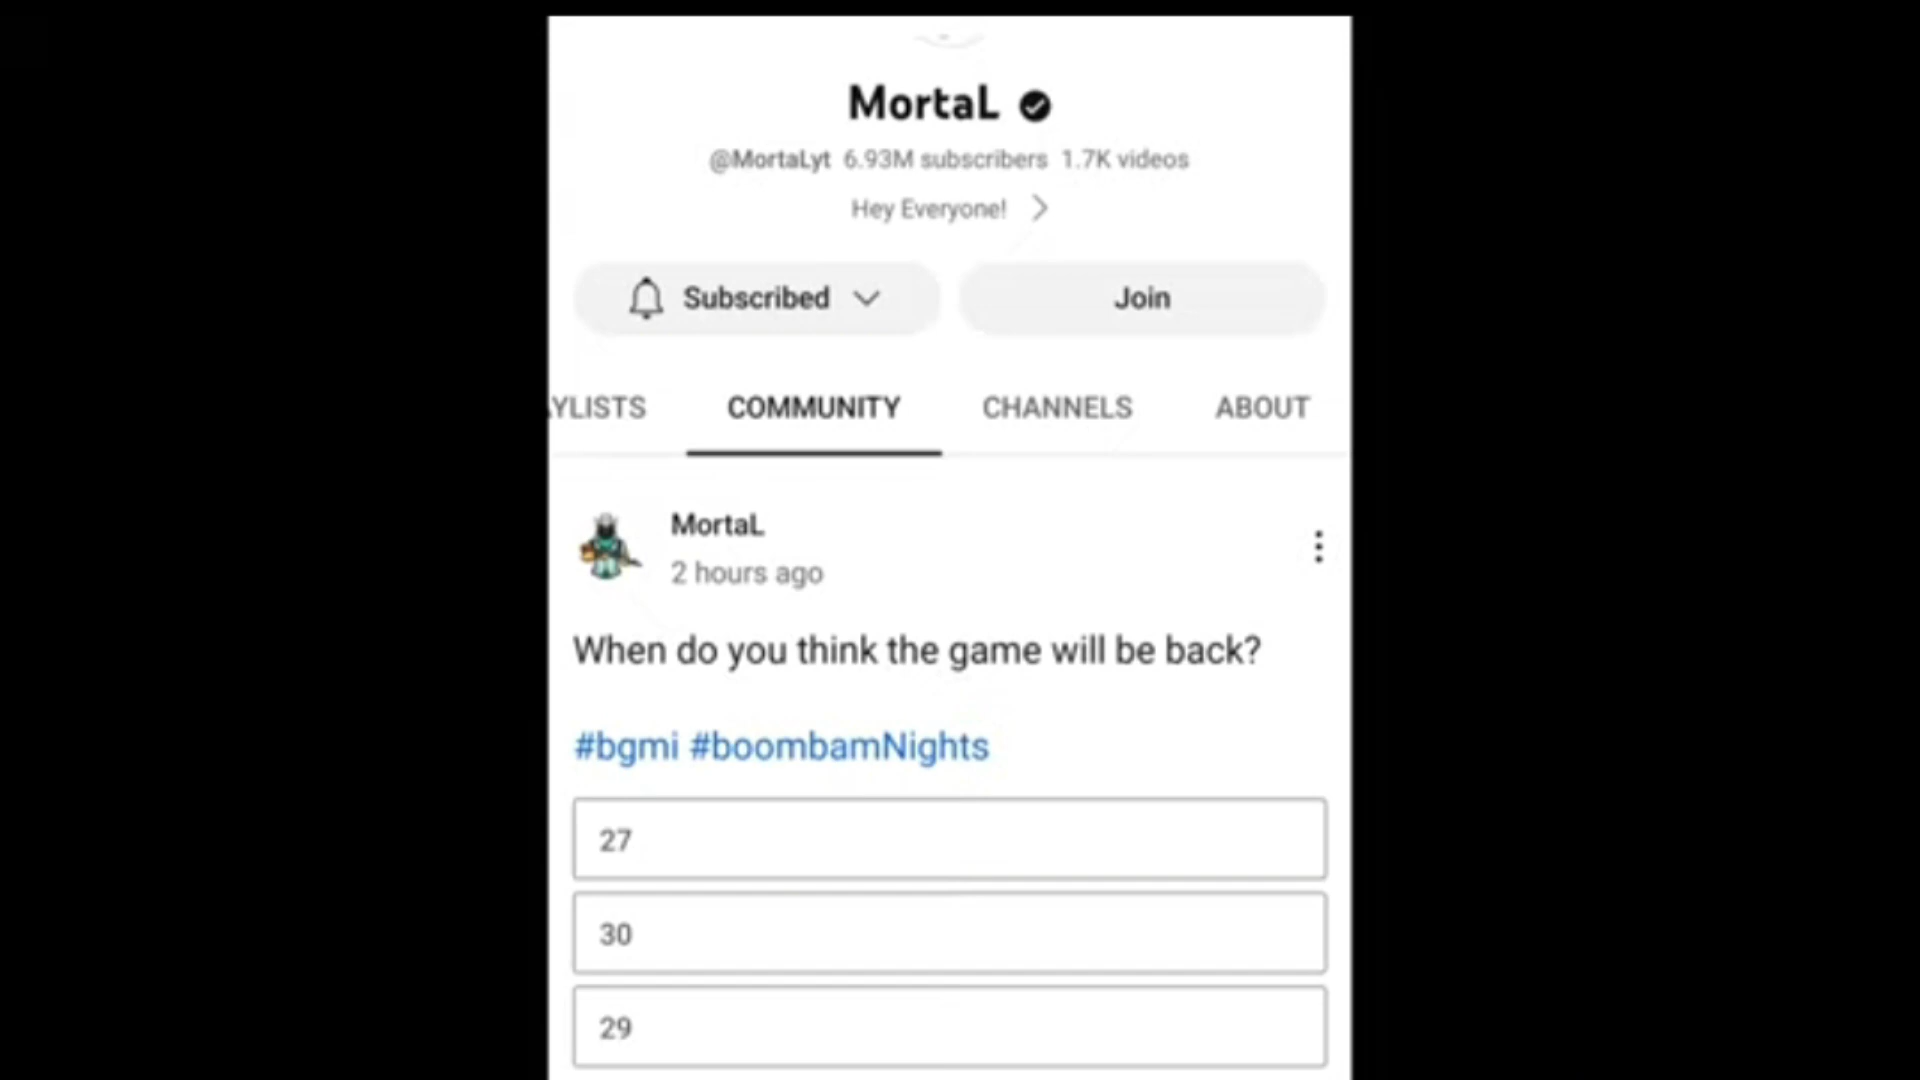 MortaL
@MortaLyt 6.93M subscribers 1.7K videos
Hey Everyone!
Subscribed
Join
YLISTS COMMUNITY CHANNELS ABOUT
MortaL
2 hours ago
When do you think the game will be back?
#bgmi #boombamNights
27
30
29